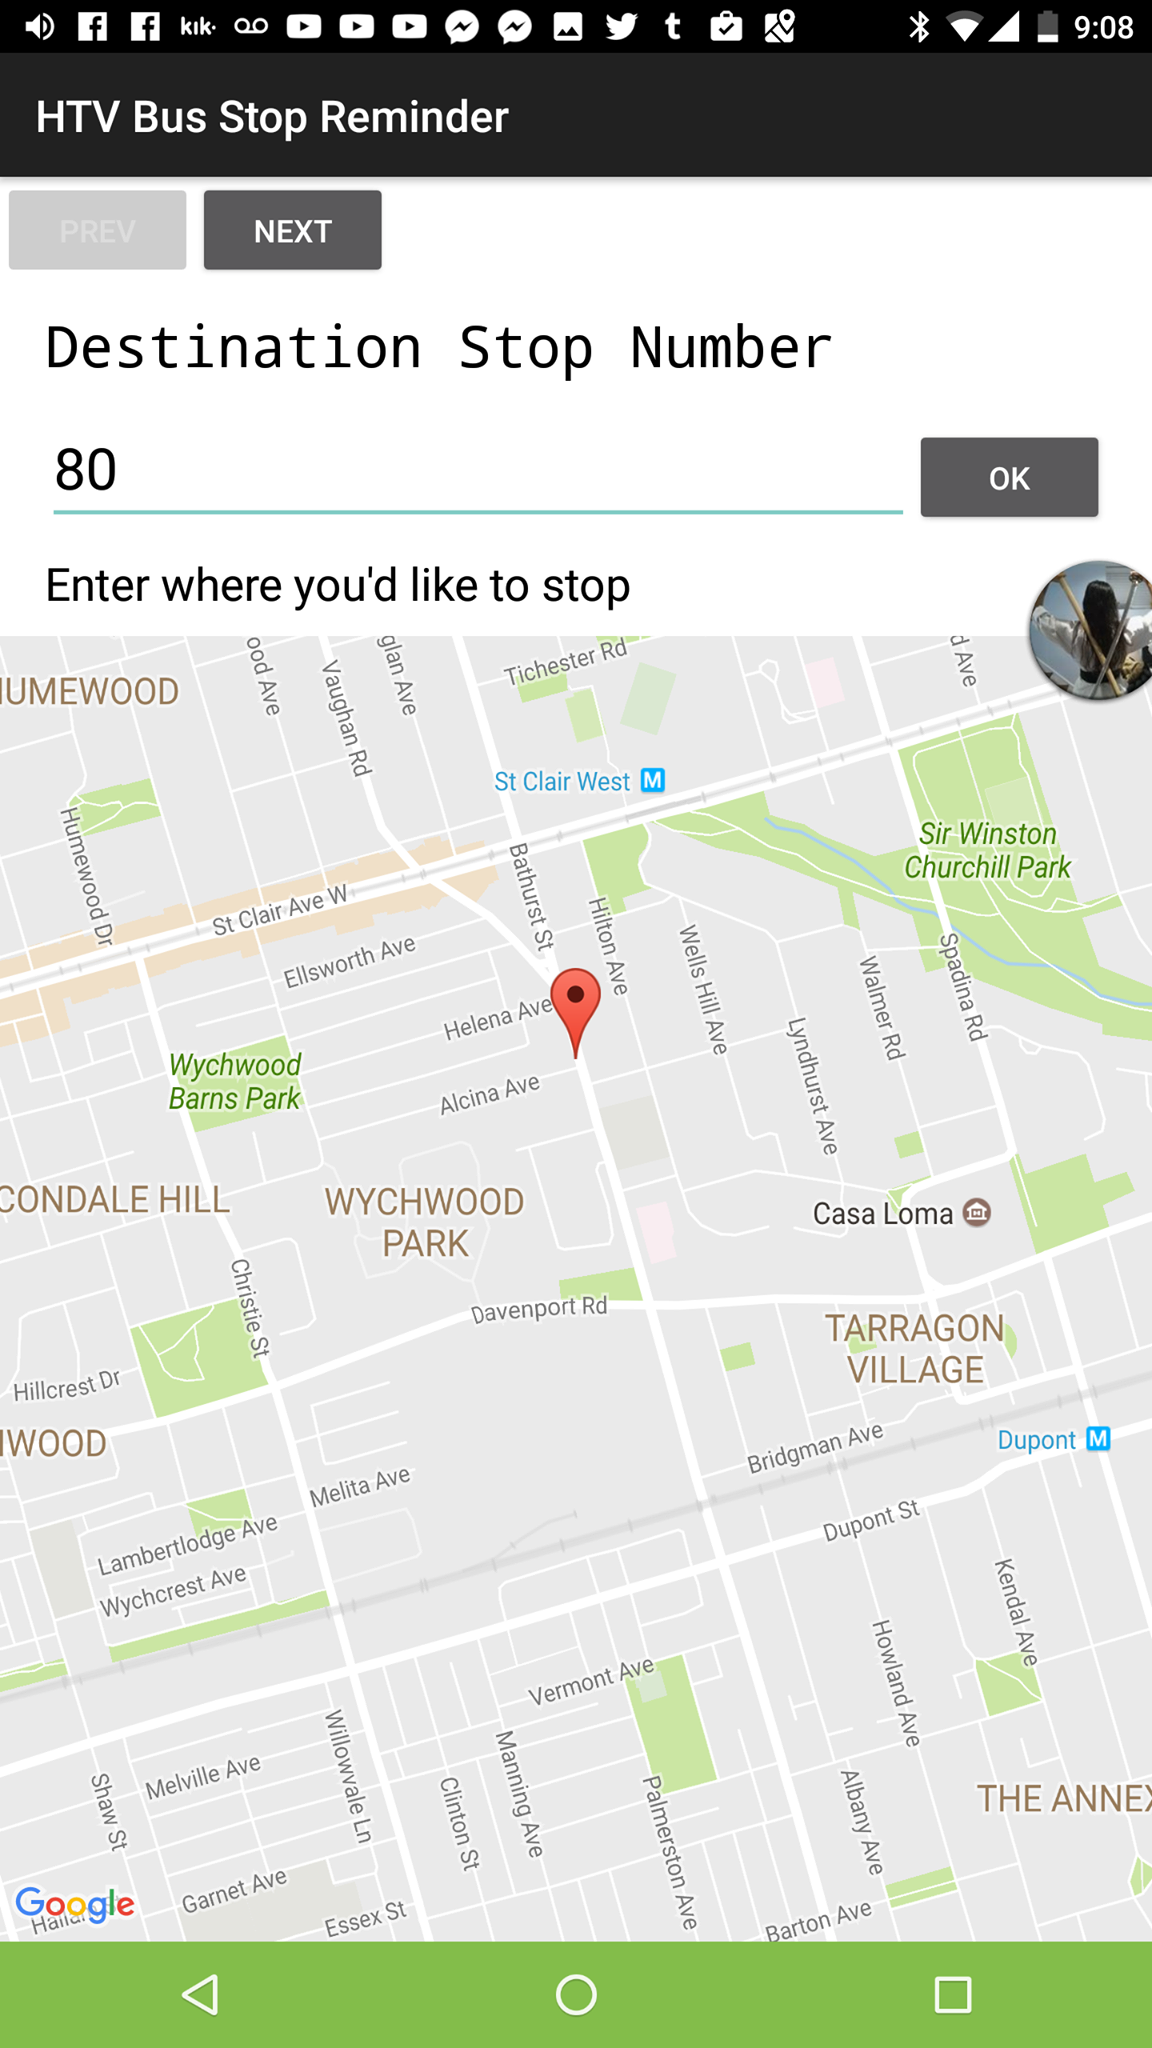 kik·
9:08
HTV Bus Stop Reminder
PREV
NEXT
Destination Stop Number
80
OK
Enter where you'd like to stop
ood Ave
Vaughan Rd
glan Ave
Tichester Rd
d Ave
HUMEWOOD
St Clair West M
Humewood Dr
Sir Winston
Churchill Park
St Clair Ave W
Bathurst St
Ellsworth Ave
Hilton Ave
Wells Hill Ave
Walmer Rd
Spadina Rd
Helena Ave
Lyndhurst Ave
Wychwood
Barns Park
Alcina Ave
CONDALE HILL
WYCHWOOD
PARK
Casa Loma
Christie St
Davenport Rd
TARRAGON
VILLAGE
Hillcrest Dr
WOOD
Bridgman Ave
Dupont M
Melita Ave
Dupont St
Lambertlodge Ave
Wychcrest Ave
Kendal Ave
Howland Ave
Vermont Ave
Willowvale Ln
Manning Ave
Melville Ave
Shaw St
Clinton St
Palmerston Ave
Albany Ave
THE ANNEX
Garnet Ave
Google
Essex St
Barton Ave